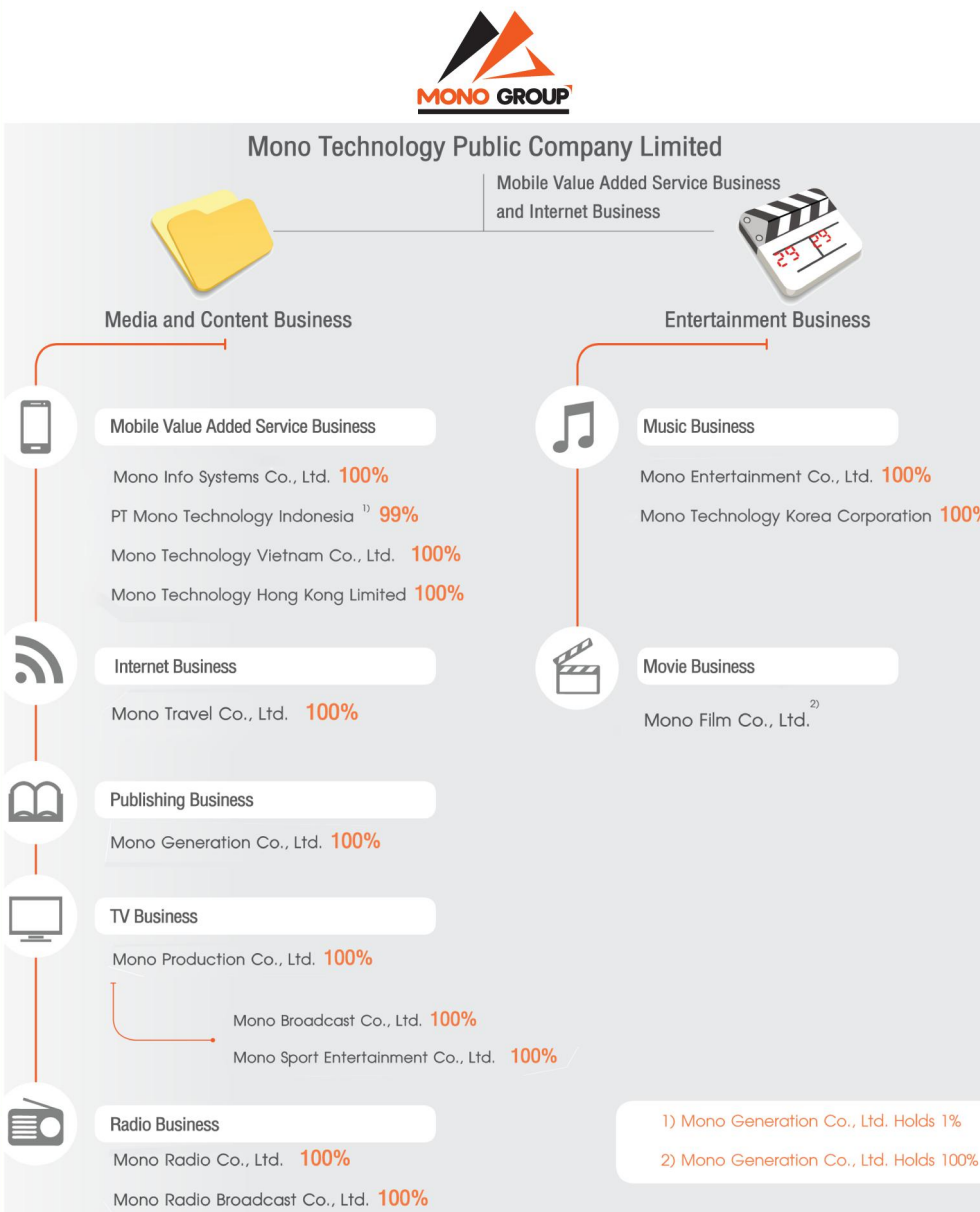 MONO GROUP
Mono Technology Public Company Limited
Mobile Value Added Service Business
and Internet Business
29 29
Media and Content Business
Entertainment Business
Mobile Value Added Service Business
Mono Info Systems Co., Ltd. 100%
PT Mono Technology Indonesia 1) 99%
Mono Technology Vietnam Co., Ltd. 100%
Mono Technology Hong Kong Limited 100%
Internet Business
Mono Travel Co., Ltd. 100%
Publishing Business
Mono Generation Co., Ltd. 100%
TV Business
Mono Production Co., Ltd. 100%
Mono Broadcast Co., Ltd. 100%
Mono Sport Entertainment Co., Ltd. 100%
Radio Business
Mono Radio Co., Ltd. 100%
Mono Radio Broadcast Co., Ltd. 100%
Music Business
Mono Entertainment Co., Ltd. 100%
Mono Technology Korea Corporation 100%
Movie Business
Mono Film Co., Ltd. 2)
1) Mono Generation Co., Ltd. Holds 1%
2) Mono Generation Co., Ltd. Holds 100%